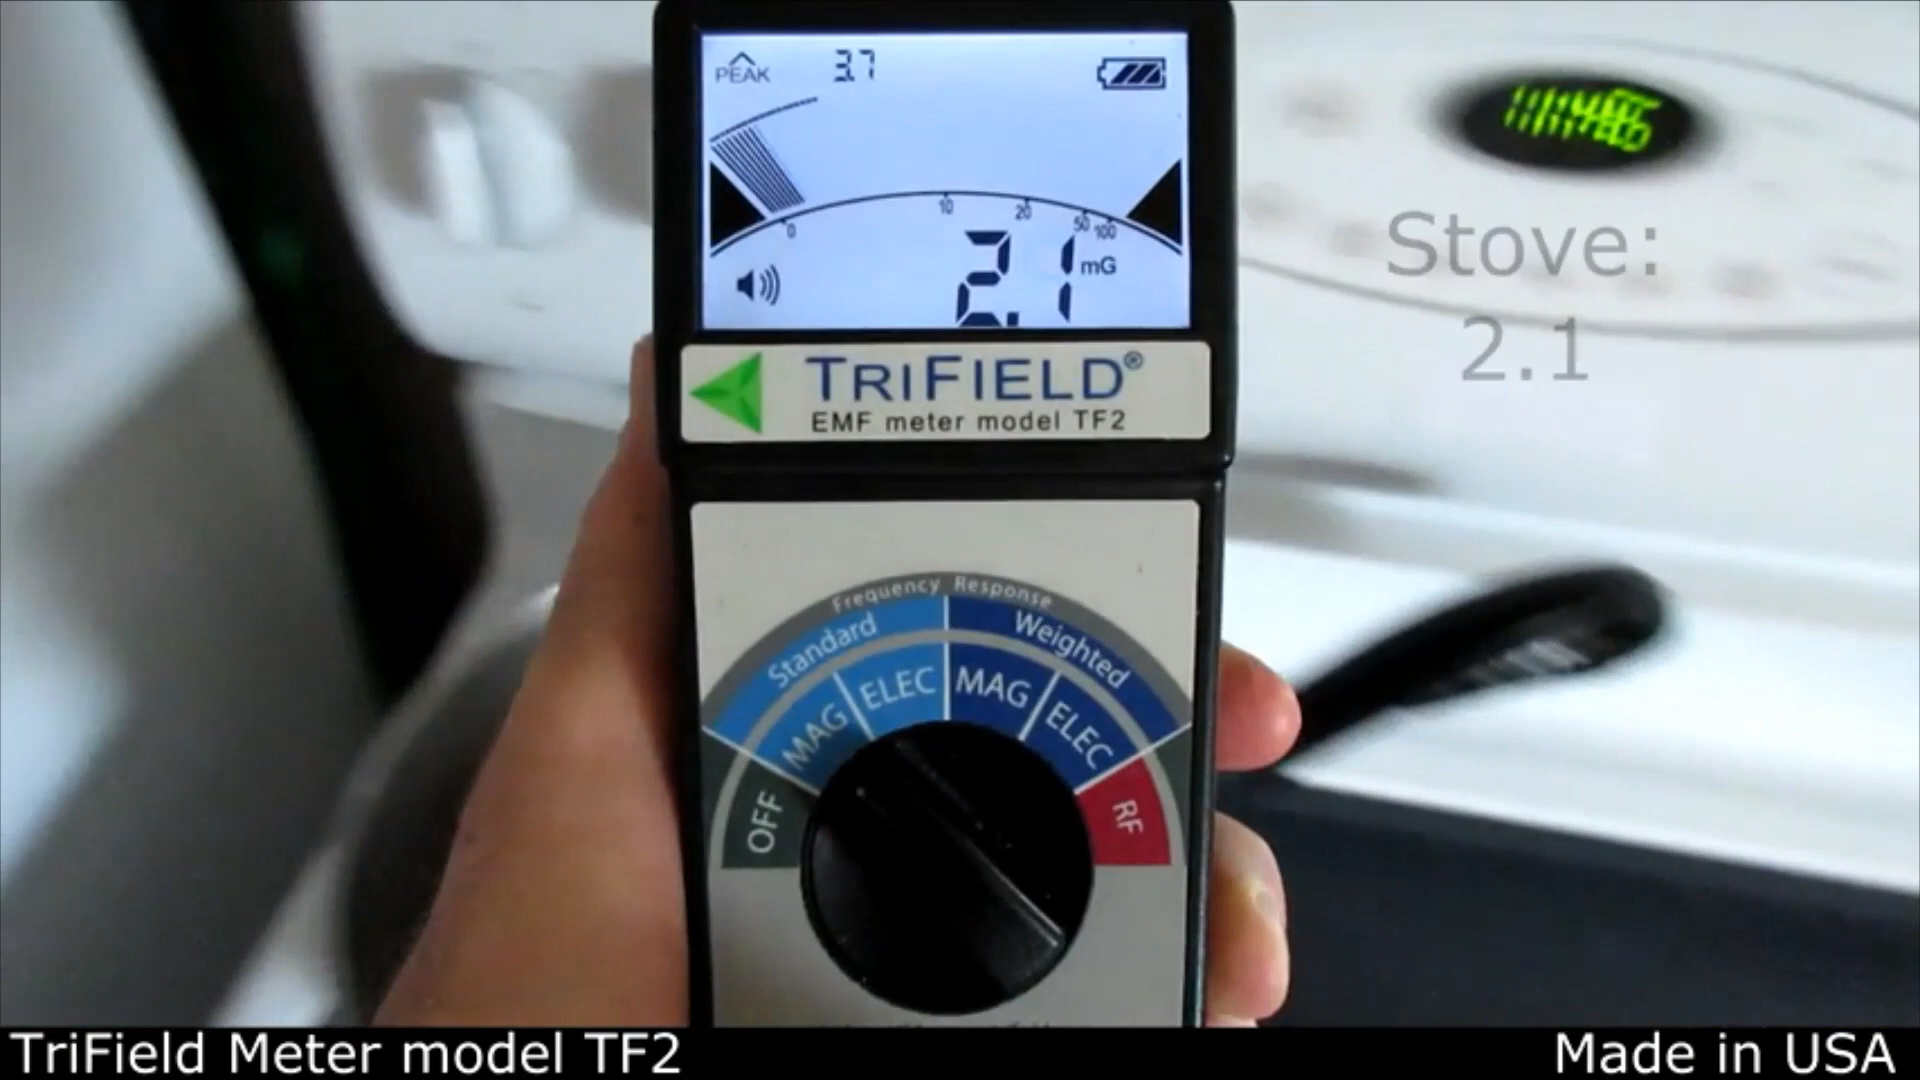 PEAK 3.7
10 20 50 100
0
2.1 mG
Stove:
2.1
TRIFIELD®
EMF meter model TF2
Frequency Response
Standard Weighted
MAG ELEC MAG ELEC
OFF RF
TriField Meter model TF2 Made in USA